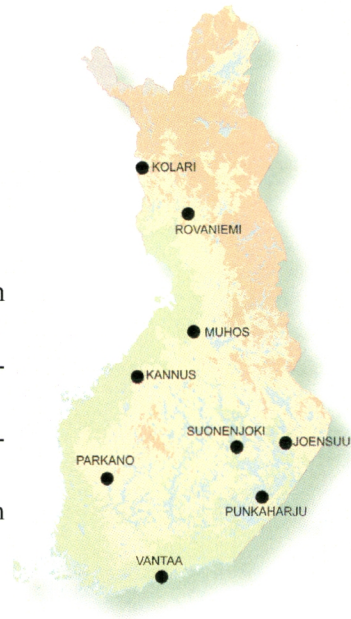 KOLARI
ROVANIEMI
n
MUHOS
-
KANNUS
SUONENJOKI
JOENSUU
-
PARKANO
n
PUNKAHARJU
VANTAA